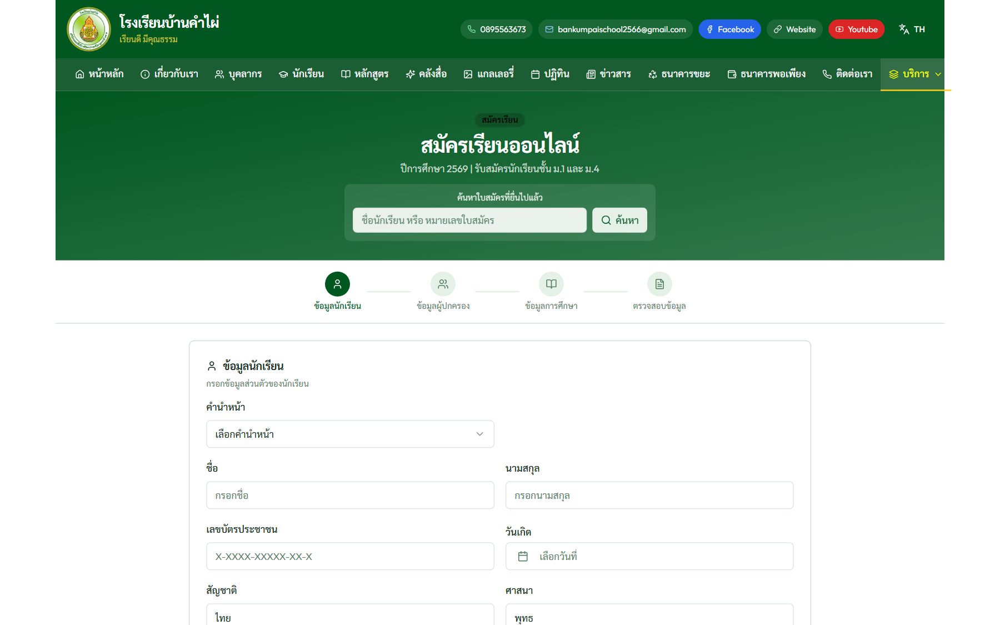 โรงเรียนบ้านคำไผ่
เรียนดี มีคุณธรรม
0895563673
bankumpaischool2566@gmail.com
Facebook
Website
Youtube
TH
หน้าหลัก
เกี่ยวกับเรา
บุคลากร
นักเรียน
หลักสูตร
คลังสื่อ
แกลเลอรี่
ปฏิทิน
ข่าวสาร
ธนาคารขยะ
ธนาคารพอเพียง
ติดต่อเรา
บริการ
สมัครเรียน
สมัครเรียนออนไลน์
ปีการศึกษา 2569 | รับสมัครนักเรียนชั้น ม.1 และ ม.4
ค้นหาใบสมัครที่ยื่นไปแล้ว
ชื่อนักเรียน หรือ หมายเลขใบสมัคร
ค้นหา
ข้อมูลนักเรียน
ข้อมูลผู้ปกครอง
ข้อมูลการศึกษา
ตรวจสอบข้อมูล
ข้อมูลนักเรียน
กรอกข้อมูลส่วนตัวของนักเรียน
คำนำหน้า
เลือกคำนำหน้า
ชื่อ
นามสกุล
กรอกชื่อ
กรอกนามสกุล
เลขบัตรประชาชน
วันเกิด
X-XXXX-XXXXX-XX-X
เลือกวันที่
สัญชาติ
ศาสนา
ไทย
พุทธ